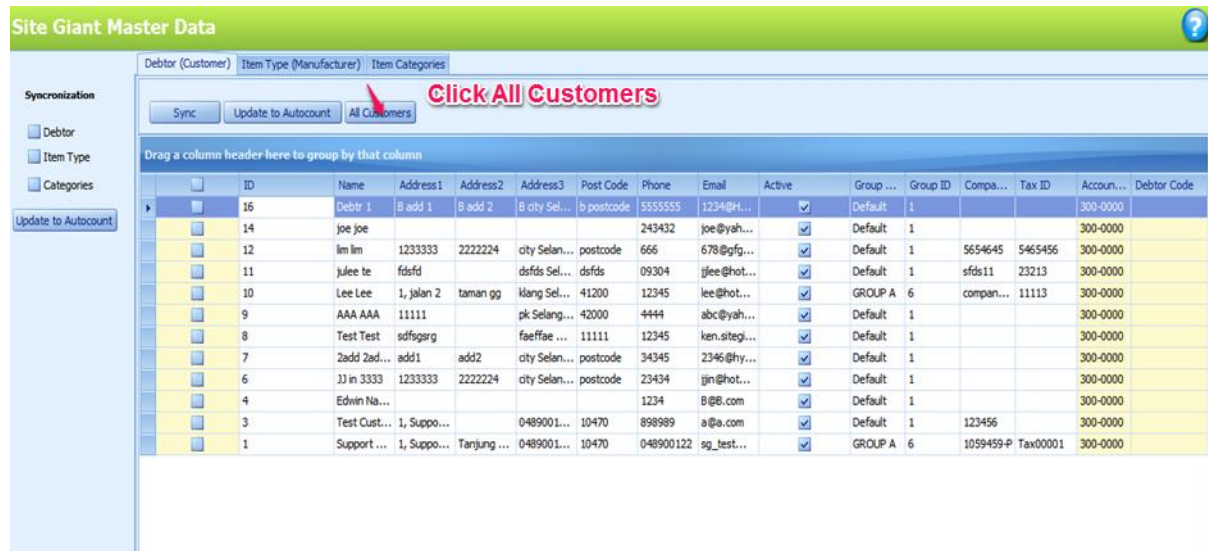 Site Giant Master Data
Debtor (Customer) Item Type (Manufacturer) Item Categories
Click All Customers
Syncronization
Sync Update to Autocount All Customers
Debtor
Item Type
Categories
Update to Autocount
Drag a column header here to group by that column
ID Name Address1 Address2 Address3 Post Code Phone Email Active Group ... Group ID Compa... Tax ID Accoun... Debtor Code
16 Debtr 1 B add 1 B add 2 B city Sel... b postcode 5555555 1234@H... Default 1 300-0000
14 joe joe 243432 joe@yah... Default 1 300-0000
12 lim lim 1233333 2222224 city Selan... postcode 666 678@gfg... Default 1 5654645 5465456 300-0000
11 julee te fdsfd dsfds Sel... dsfds 09304 jjlee@hot... Default 1 sfds11 23213 300-0000
10 Lee Lee 1, jalan 2 taman gg klang Sel... 41200 12345 lee@hot... GROUP A 6 compan... 11113 300-0000
9 AAA AAA 11111 pk Selang... 42000 4444 abc@yah... Default 1 300-0000
8 Test Test sdfsgsrg faeffae ... 11111 12345 ken.sitegi... Default 1 300-0000
7 2add 2ad... add1 add2 city Selan... postcode 34345 2346@hy... Default 1 300-0000
6 JJ in 3333 1233333 2222224 city Selan... postcode 23434 jjin@hot... Default 1 300-0000
4 Edwin Na... 1234 B@B.com Default 1 300-0000
3 Test Cust... 1, Suppo... 0489001... 10470 898989 a@a.com Default 1 123456 300-0000
1 Support ... 1, Suppo... Tanjung ... 0489001... 10470 048900122 sg_test... GROUP A 6 1059459-P Tax00001 300-0000